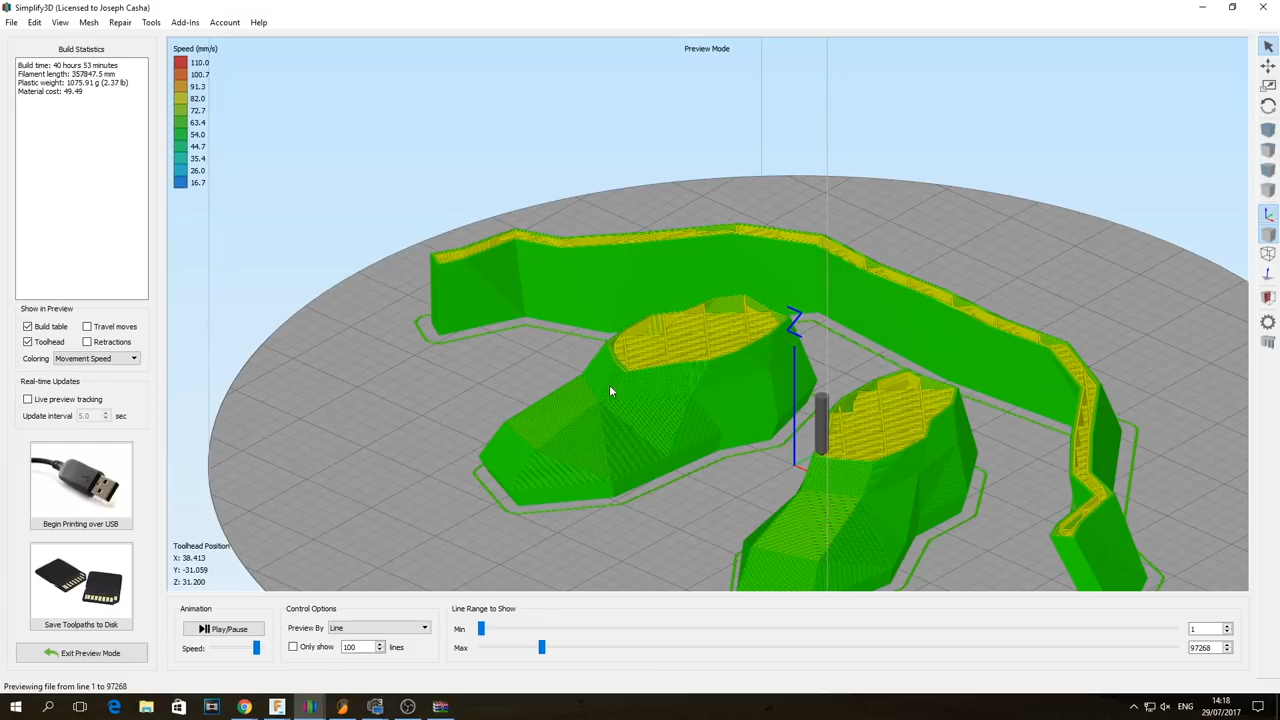 Simplify3D (Licensed to Joseph Casha)
File Edit View Mesh Repair Tools Add-Ins Account Help
Build Statistics
Build time: 40 hours 53 minutes
Filament length: 357847.5 mm
Plastic weight: 1075.91 g (2.37 lb)
Material cost: 49.49
Show in Preview
Build table Travel moves
Toolhead Retractions
Coloring Movement Speed
Real-time Updates
Live preview tracking
Update interval 5.0 sec
Begin Printing over USB
Save Toolpaths to Disk
Exit Preview Mode
Speed (mm/s)
110.0
100.7
91.3
82.0
72.7
63.4
54.0
44.7
35.4
26.0
16.7
Preview Mode
Z
Toolhead Position
X: 38.413
Y: -31.059
Z: 31.200
Animation
Play/Pause
Speed:
Control Options
Preview By Line
Only show 100 lines
Line Range to Show
Min 1
Max 97268
Previewing file from line 1 to 97268
ENG
14:18
29/07/2017